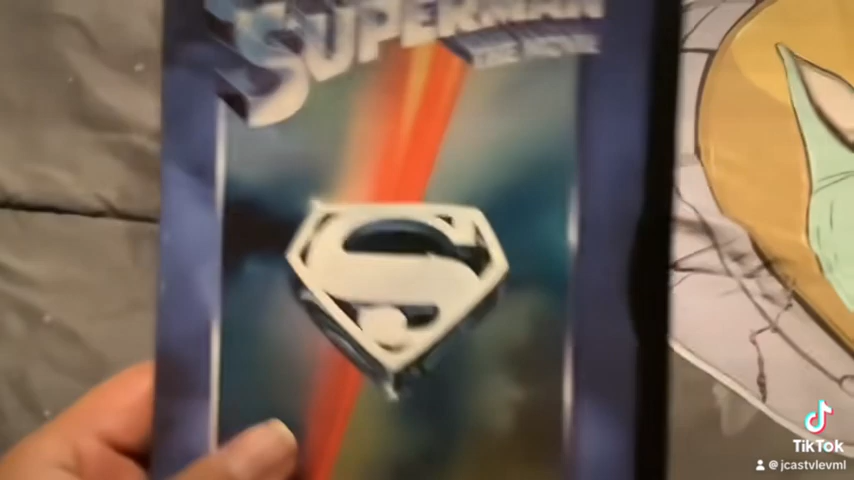 SUPERMAN
THE MOVIE
S
TikTok
@jcastvlevml